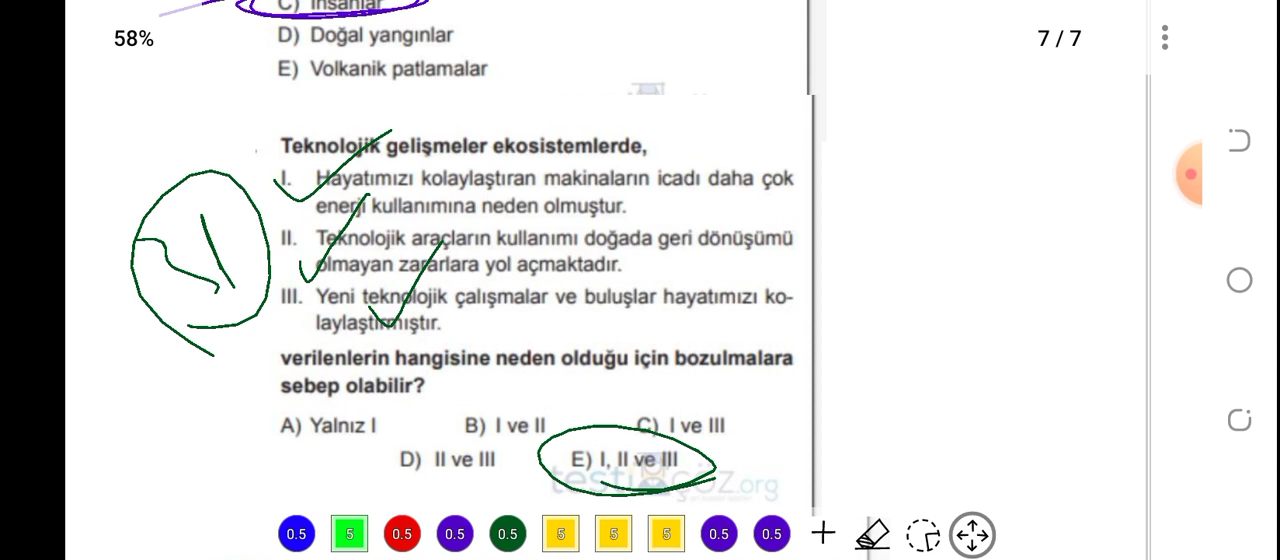 C) İnsanlar
58%
7 / 7
D) Doğal yangınlar
E) Volkanik patlamalar
Teknolojik gelişmeler ekosistemlerde,
I. Hayatımızı kolaylaştıran makinaların icadı daha çok
enerji kullanımına neden olmuştur.
II. Teknolojik araçların kullanımı doğada geri dönüşümü
olmayan zararlara yol açmaktadır.
III. Yeni teknolojik çalışmalar ve buluşlar hayatımızı ko-
laylaştırmıştır.
verilenlerin hangisine neden olduğu için bozulmalara
sebep olabilir?
A) Yalnız I B) I ve II C) I ve III
D) II ve III E) I, II ve III
testicöz.org
0.5 5 0.5 0.5 0.5 5 5 5 0.5 0.5